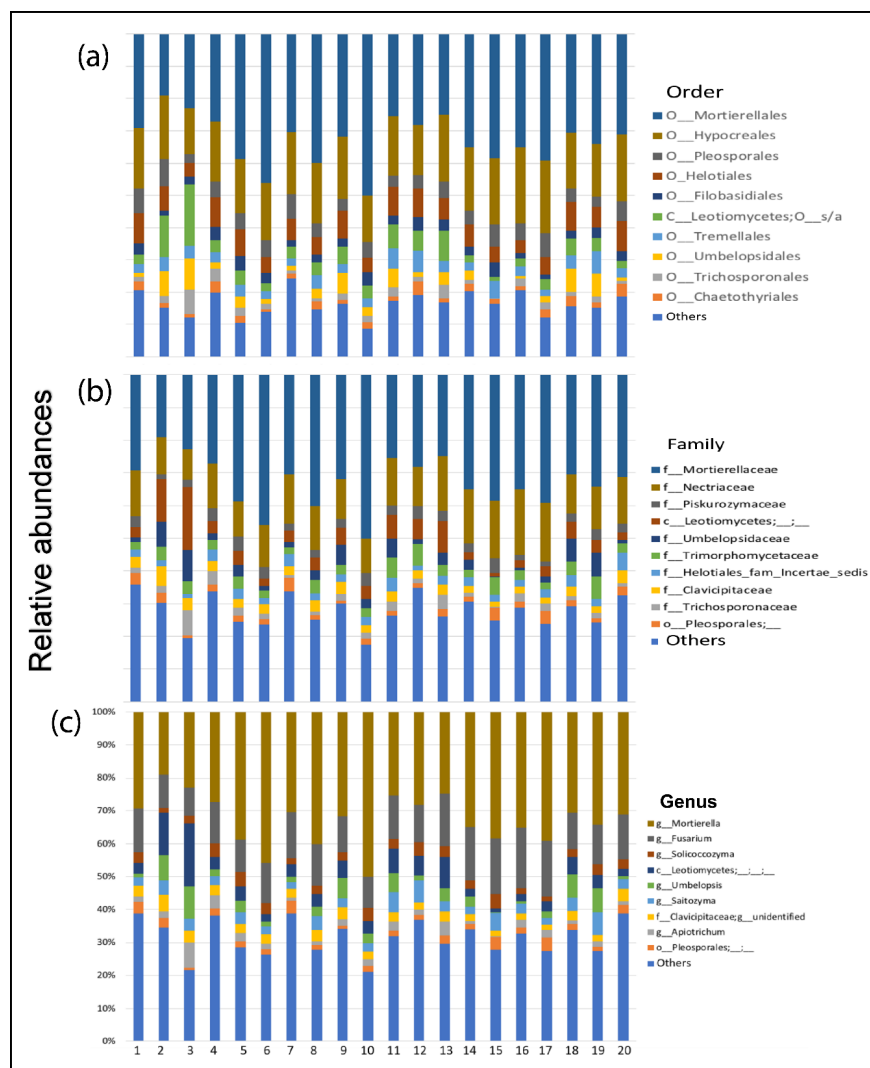 (a)
Order
O__Mortierellales
O__Hypocreales
O__Pleosporales
O_Helotiales
O__Filobasidiales
C__Leotiomycetes;O__s/a
O__Tremellales
O__Umbelopsidales
O__Trichosporonales
O__Chaetothyriales
Others
Relative abundances
(b)
Family
f__Mortierellaceae
f__Nectriaceae
f__Piskurozymaceae
c__Leotiomycetes;__;__
f__Umbelopsidaceae
f__Trimorphomycetaceae
f__Helotiales_fam_Incertae_sedis
f__Clavicipitaceae
f__Trichosporonaceae
o__Pleosporales;__
Others
(c)
100%
90%
80%
70%
60%
50%
40%
30%
20%
10%
0%
1 2 3 4 5 6 7 8 9 10 11 12 13 14 15 16 17 18 19 20
Genus
g__Mortierella
g__Fusarium
g__Solicoccozyma
c__Leotiomycetes;__;__;__
g__Umbelopsis
g__Saitozyma
f__Clavicipitaceae;g__unidentified
g__Apiotrichum
o__Pleosporales;__;__
Others